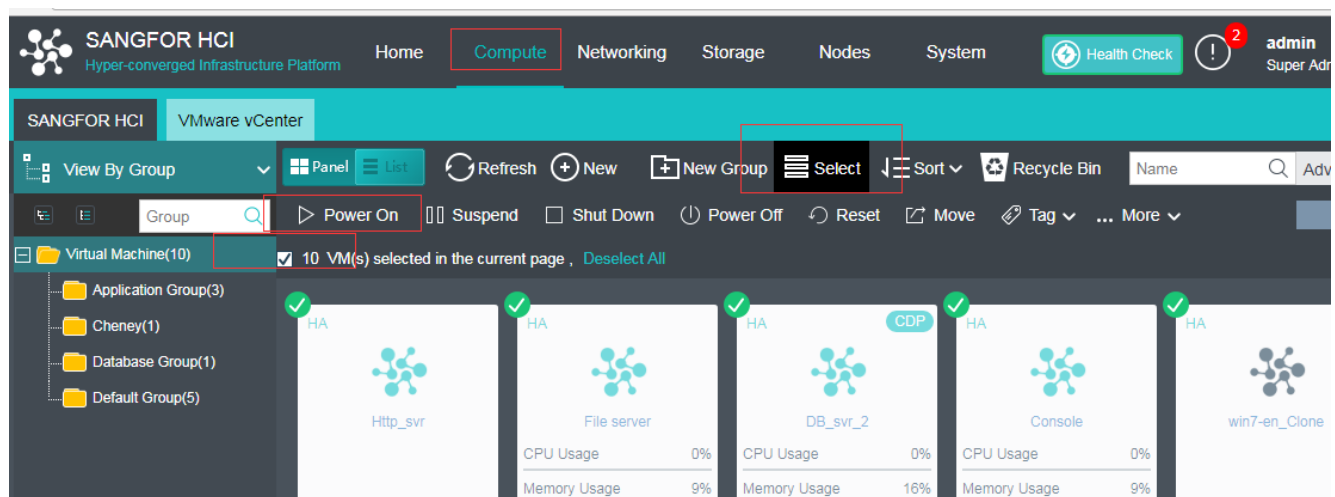 SANGFOR HCI
Hyper-converged Infrastructure Platform
Home Compute Networking Storage Nodes System Health Check ! 2 admin
Super Adr
SANGFOR HCI VMware vCenter
View By Group Panel List Refresh New New Group Select Sort Recycle Bin Name Adv
Group Power On Suspend Shut Down Power Off Reset Move Tag ... More
Virtual Machine(10) 10 VM(s) selected in the current page , Deselect All
Application Group(3)
Cheney(1)
Database Group(1)
Default Group(5)
HA HA HA CDP HA HA
Http_svr File server DB_svr_2 Console win7-en_Clone
CPU Usage 0% CPU Usage 0% CPU Usage 0%
Memory Usage 9% Memory Usage 16% Memory Usage 9%